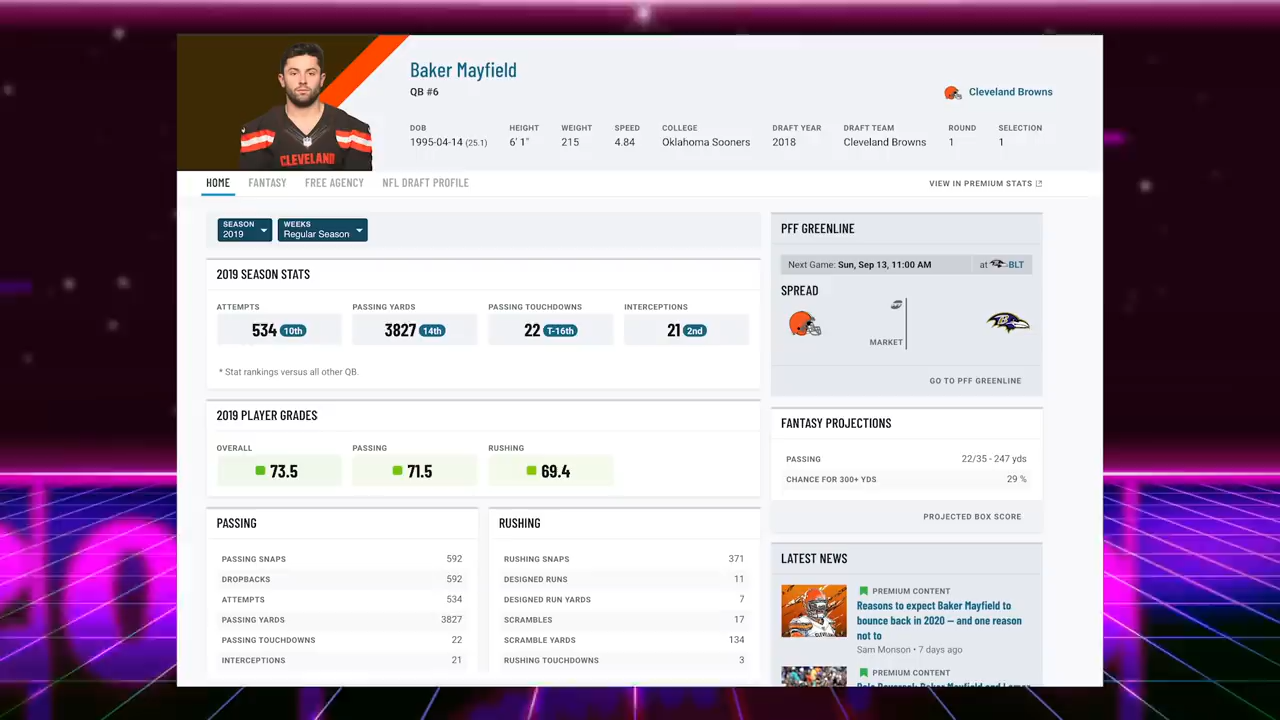 Baker Mayfield
QB #6
Cleveland Browns
DOB HEIGHT WEIGHT SPEED COLLEGE DRAFT YEAR DRAFT TEAM ROUND SELECTION
1995-04-14 (25.1) 6' 1" 215 4.84 Oklahoma Sooners 2018 Cleveland Browns 1 1
CLEVELAND
HOME FANTASY FREE AGENCY NFL DRAFT PROFILE
VIEW IN PREMIUM STATS
SEASON
2019
WEEKS
Regular Season
2019 SEASON STATS
ATTEMPTS PASSING YARDS PASSING TOUCHDOWNS INTERCEPTIONS
534 10th 3827 14th 22 T-16th 21 2nd
* Stat rankings versus all other QB.
2019 PLAYER GRADES
OVERALL PASSING RUSHING
73.5 71.5 69.4
PASSING
PASSING SNAPS 592
DROPBACKS 592
ATTEMPTS 534
PASSING YARDS 3827
PASSING TOUCHDOWNS 22
INTERCEPTIONS 21
RUSHING
RUSHING SNAPS 371
DESIGNED RUNS 11
DESIGNED RUN YARDS 7
SCRAMBLES 17
SCRAMBLE YARDS 134
RUSHING TOUCHDOWNS 3
PFF GREENLINE
Next Game: Sun, Sep 13, 11:00 AM at BLT
SPREAD
MARKET
GO TO PFF GREENLINE
FANTASY PROJECTIONS
PASSING 22/35 - 247 yds
CHANCE FOR 300+ YDS 29 %
PROJECTED BOX SCORE
LATEST NEWS
PREMIUM CONTENT
Reasons to expect Baker Mayfield to
bounce back in 2020 — and one reason
not to
Sam Monson • 7 days ago
PREMIUM CONTENT